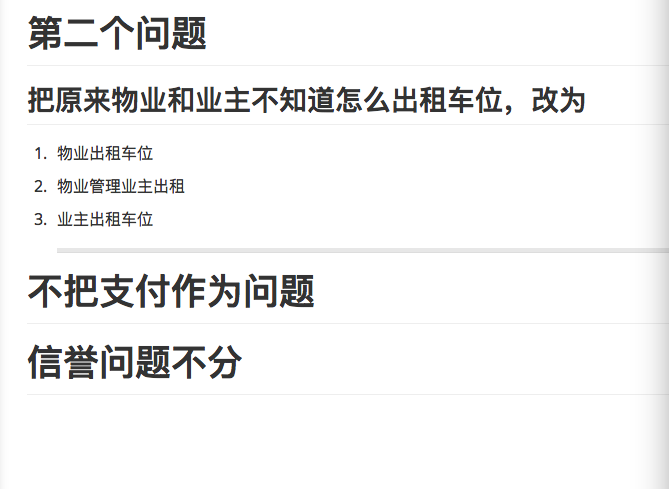 第二个问题
把原来物业和业主不知道怎么出租车位，改为
1. 物业出租车位
2. 物业管理业主出租
3. 业主出租车位
不把支付作为问题
信誉问题不分